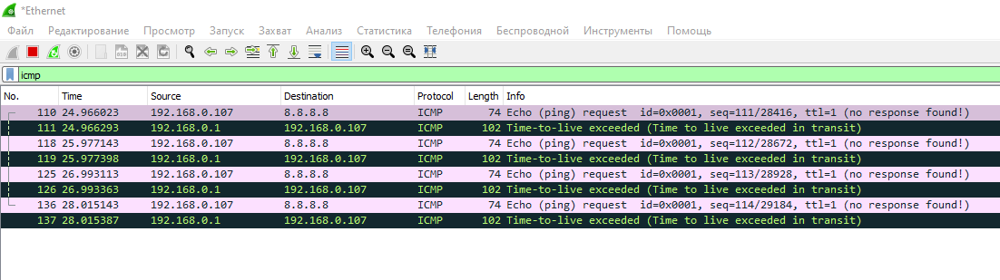 *Ethernet
Файл Редактирование Просмотр Запуск Захват Анализ Статистика Телефония Беспроводной Инструменты Помощь
icmp
No. Time Source Destination Protocol Length Info
110 24.966023 192.168.0.107 8.8.8.8 ICMP 74 Echo (ping) request id=0x0001, seq=111/28416, ttl=1 (no response found!)
111 24.966293 192.168.0.1 192.168.0.107 ICMP 102 Time-to-live exceeded (Time to live exceeded in transit)
118 25.977143 192.168.0.107 8.8.8.8 ICMP 74 Echo (ping) request id=0x0001, seq=112/28672, ttl=1 (no response found!)
119 25.977398 192.168.0.1 192.168.0.107 ICMP 102 Time-to-live exceeded (Time to live exceeded in transit)
125 26.993113 192.168.0.107 8.8.8.8 ICMP 74 Echo (ping) request id=0x0001, seq=113/28928, ttl=1 (no response found!)
126 26.993363 192.168.0.1 192.168.0.107 ICMP 102 Time-to-live exceeded (Time to live exceeded in transit)
136 28.015143 192.168.0.107 8.8.8.8 ICMP 74 Echo (ping) request id=0x0001, seq=114/29184, ttl=1 (no response found!)
137 28.015387 192.168.0.1 192.168.0.107 ICMP 102 Time-to-live exceeded (Time to live exceeded in transit)